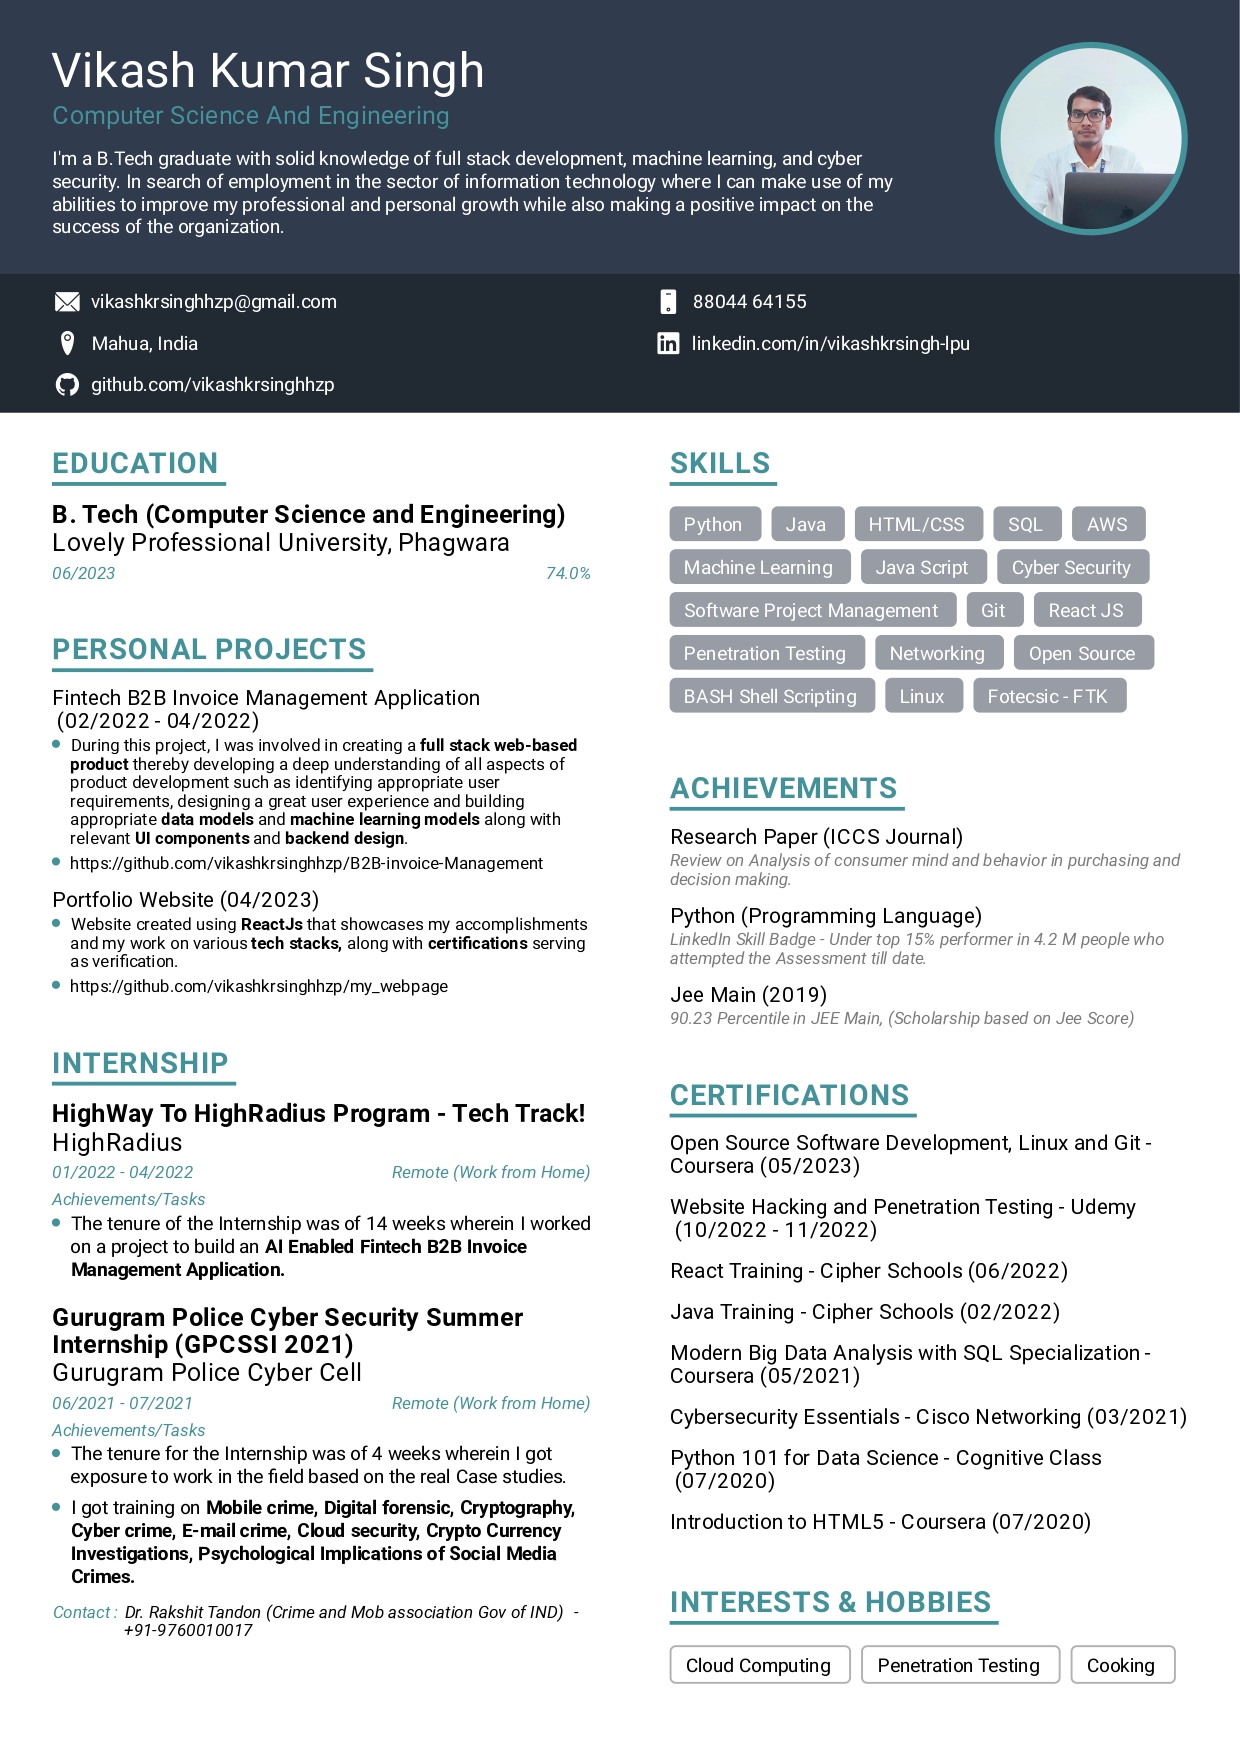 Vikash Kumar Singh
Computer Science And Engineering
I'm a B.Tech graduate with solid knowledge of full stack development, machine learning, and cyber
security. In search of employment in the sector of information technology where I can make use of my
abilities to improve my professional and personal growth while also making a positive impact on the
success of the organization.
vikashkrsinghhzp@gmail.com
88044 64155
Mahua, India
linkedin.com/in/vikashkrsingh-lpu
github.com/vikashkrsinghhzp
EDUCATION
B. Tech (Computer Science and Engineering)
Lovely Professional University, Phagwara
06/2023 74.0%
PERSONAL PROJECTS
Fintech B2B Invoice Management Application
(02/2022 - 04/2022)
During this project, I was involved in creating a full stack web-based
product thereby developing a deep understanding of all aspects of
product development such as identifying appropriate user
requirements, designing a great user experience and building
appropriate data models and machine learning models along with
relevant UI components and backend design.
https://github.com/vikashkrsinghhzp/B2B-invoice-Management
Portfolio Website (04/2023)
Website created using ReactJs that showcases my accomplishments
and my work on various tech stacks, along with certifications serving
as verification.
https://github.com/vikashkrsinghhzp/my_webpage
INTERNSHIP
HighWay To HighRadius Program - Tech Track!
HighRadius
01/2022 - 04/2022 Remote (Work from Home)
Achievements/Tasks
The tenure of the Internship was of 14 weeks wherein I worked
on a project to build an AI Enabled Fintech B2B Invoice
Management Application.
Gurugram Police Cyber Security Summer
Internship (GPCSSI 2021)
Gurugram Police Cyber Cell
06/2021 - 07/2021 Remote (Work from Home)
Achievements/Tasks
The tenure for the Internship was of 4 weeks wherein I got
exposure to work in the field based on the real Case studies.
I got training on Mobile crime, Digital forensic, Cryptography,
Cyber crime, E-mail crime, Cloud security, Crypto Currency
Investigations, Psychological Implications of Social Media
Crimes.
Contact : Dr. Rakshit Tandon (Crime and Mob association Gov of IND) -
+91-9760010017
SKILLS
Python Java HTML/CSS SQL AWS
Machine Learning Java Script Cyber Security
Software Project Management Git React JS
Penetration Testing Networking Open Source
BASH Shell Scripting Linux Fotecsic - FTK
ACHIEVEMENTS
Research Paper (ICCS Journal)
Review on Analysis of consumer mind and behavior in purchasing and
decision making.
Python (Programming Language)
LinkedIn Skill Badge - Under top 15% performer in 4.2 M people who
attempted the Assessment till date.
Jee Main (2019)
90.23 Percentile in JEE Main, (Scholarship based on Jee Score)
CERTIFICATIONS
Open Source Software Development, Linux and Git -
Coursera (05/2023)
Website Hacking and Penetration Testing - Udemy
(10/2022 - 11/2022)
React Training - Cipher Schools (06/2022)
Java Training - Cipher Schools (02/2022)
Modern Big Data Analysis with SQL Specialization -
Coursera (05/2021)
Cybersecurity Essentials - Cisco Networking (03/2021)
Python 101 for Data Science - Cognitive Class
(07/2020)
Introduction to HTML5 - Coursera (07/2020)
INTERESTS & HOBBIES
Cloud Computing Penetration Testing Cooking